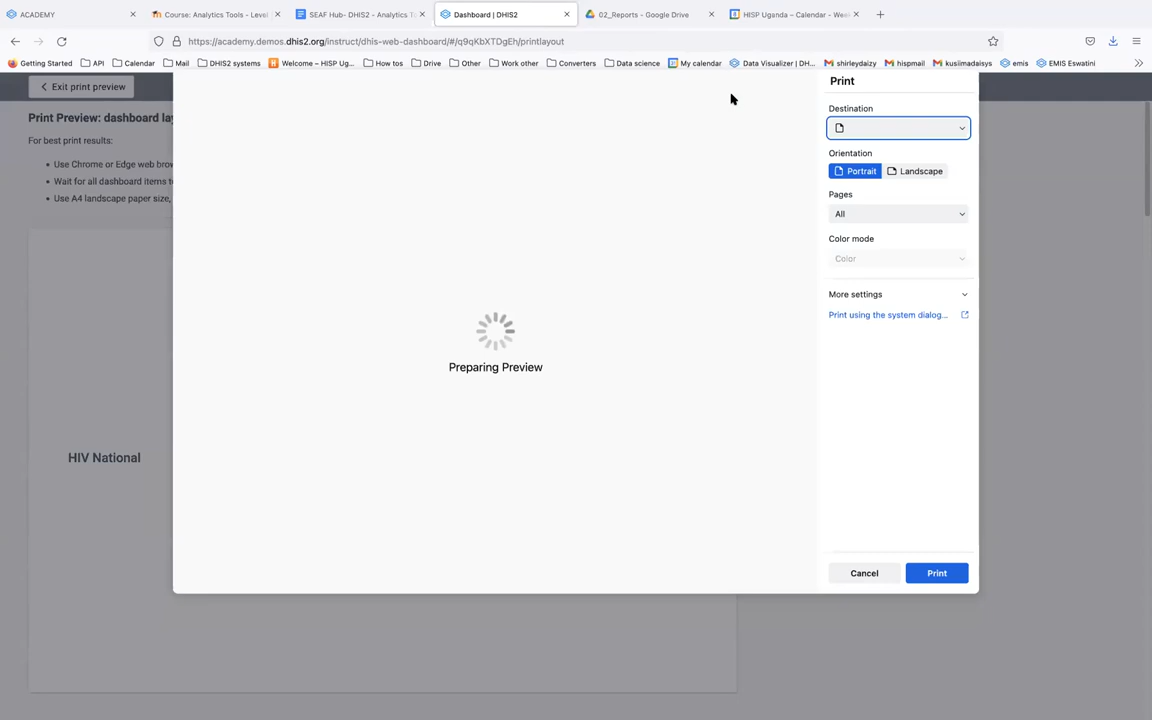 ACADEMY
Course: Analytics Tools - Level
SEAF Hub- DHIS2 - Analytics To
Dashboard | DHIS2
02_Reports - Google Drive
HISP Uganda – Calendar - Week
https://academy.demos.dhis2.org/instruct/dhis-web-dashboard/#/q9qKbXTDgEh/printlayout
Getting Started
API
Calendar
Mail
DHIS2 systems
Welcome – HISP Ug...
How tos
Drive
Other
Work other
Converters
Data science
My calendar
Data Visualizer | DH...
shirleydaizy
hispmail
kusiimadaisys
emis
EMIS Eswatini
Exit print preview
Print Preview: dashboard la
For best print results:
Use Chrome or Edge web brow
Wait for all dashboard items to
Use A4 landscape paper size,
HIV National
Preparing Preview
Print
Destination
Orientation
Portrait
Landscape
Pages
All
Color mode
Color
More settings
Print using the system dialog...
Cancel
Print